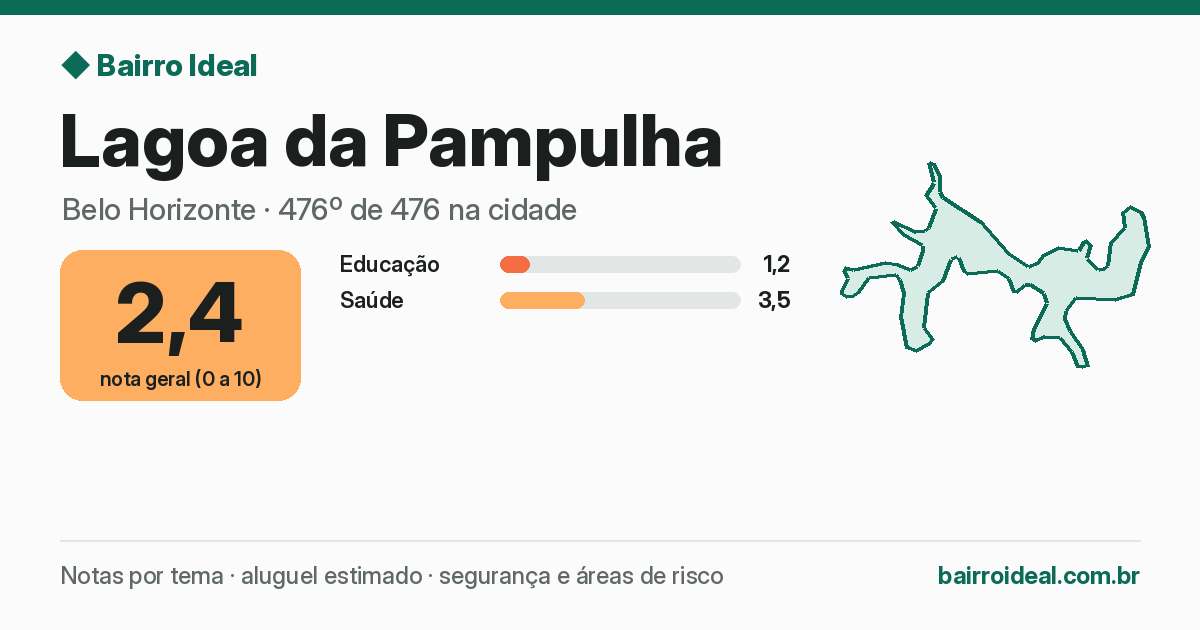 Bairro Ideal
Lagoa da Pampulha
Belo Horizonte · 476º de 476 na cidade
2,4
nota geral (0 a 10)
Educação 1,2
Saúde 3,5
Notas por tema · aluguel estimado · segurança e áreas de risco
bairroideal.com.br